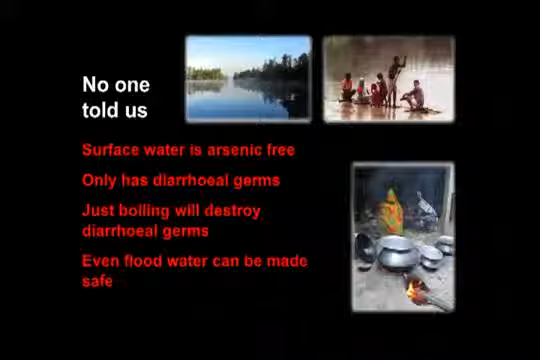 No one
told us
Surface water is arsenic free
Only has diarrhoeal germs
Just boiling will destroy
diarrhoeal germs
Even flood water can be made
safe